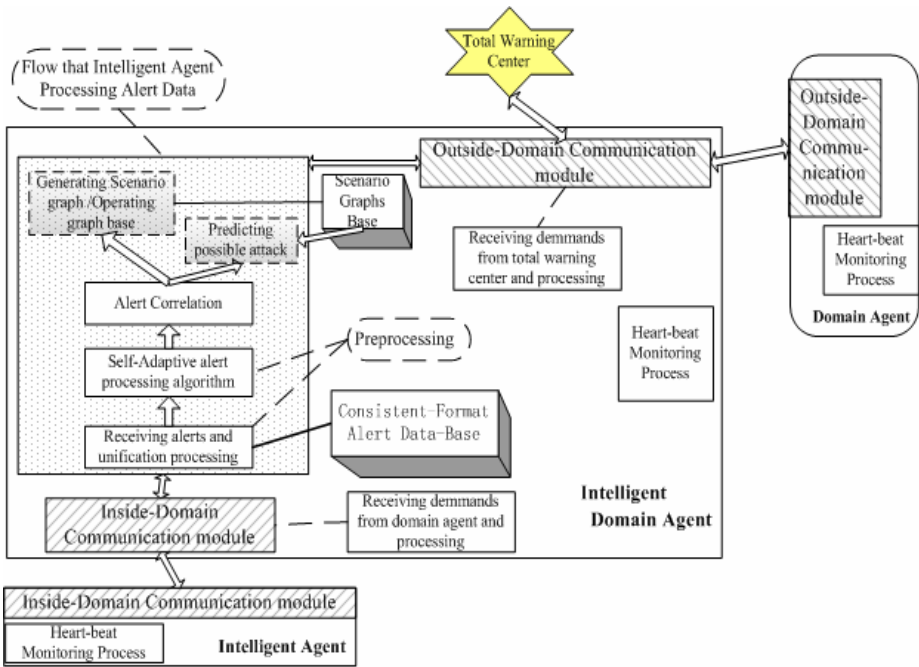 Total Warning
Center
Flow that Intelligent Agent
Processing Alert Data
Outside-
Domain
Commu-
nication
module
Heart-beat
Monitoring
Process
Domain Agent
Outside-Domain Communication
module
Generating Scenario
graph /Operating
graph base
Scenario
Graphs
Base
Predicting
possible attack
Receiving demmands
from total warning
center and processing
Alert Correlation
Heart-beat
Monitoring
Process
Preprocessing
Self-Adaptive alert
processing algorithm
Consistent-Format
Alert Data-Base
Receiving alerts and
unification processing
Intelligent
Domain Agent
Inside-Domain
Communication module
Receiving demmands
from domain agent and
processing
Inside-Domain Communication module
Heart-beat
Monitoring Process
Intelligent Agent